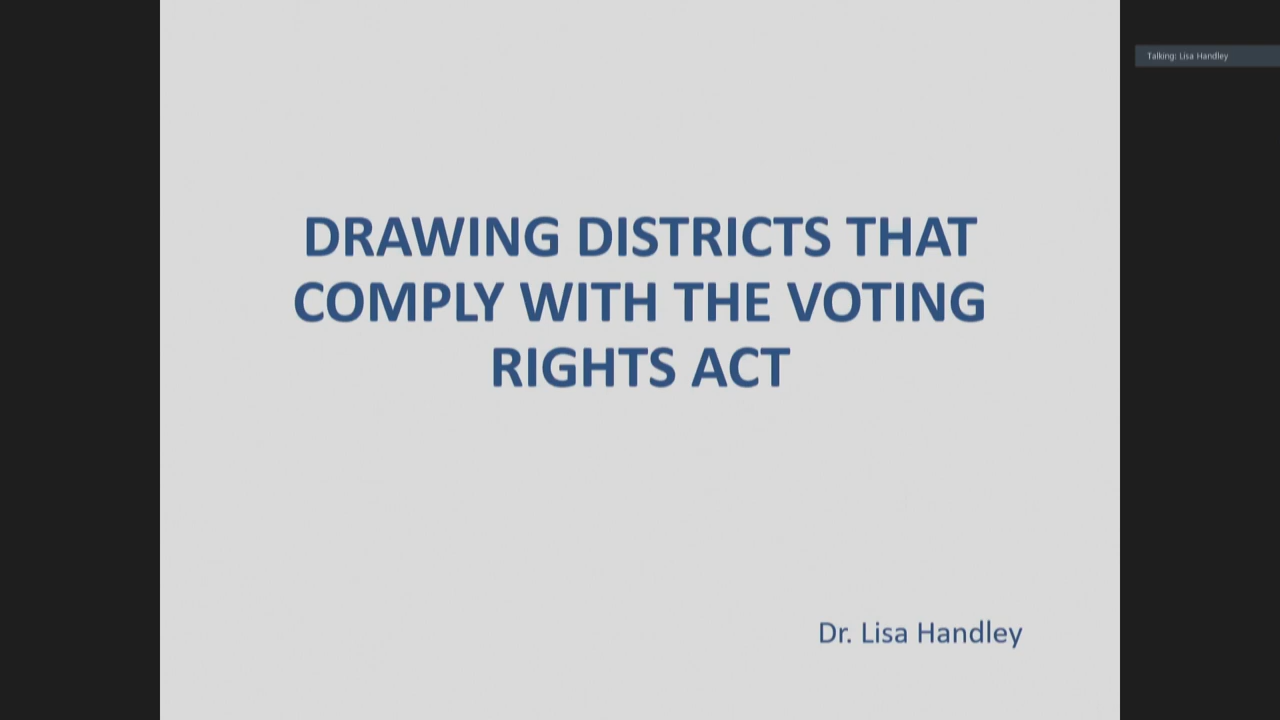 Talking: Lisa Handley
DRAWING DISTRICTS THAT
COMPLY WITH THE VOTING
RIGHTS ACT
Dr. Lisa Handley